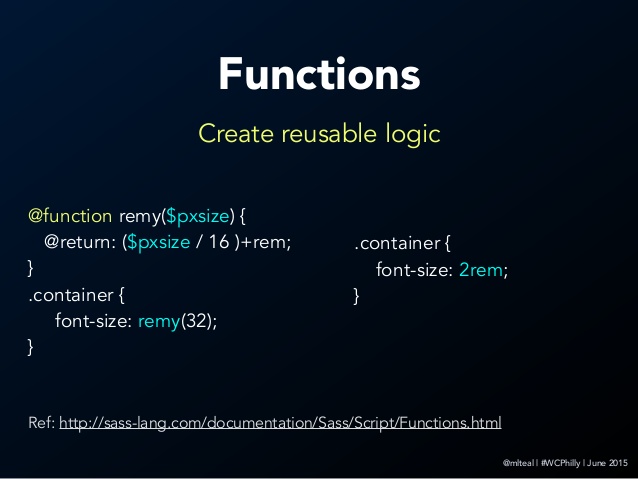 Functions
Create reusable logic
@function remy($pxsize) {
@return: ($pxsize / 16 )+rem;
}
.container {
font-size: remy(32);
}
.container {
font-size: 2rem;
}
Ref: http://sass-lang.com/documentation/Sass/Script/Functions.html
@mlteal | #WCPhilly | June 2015